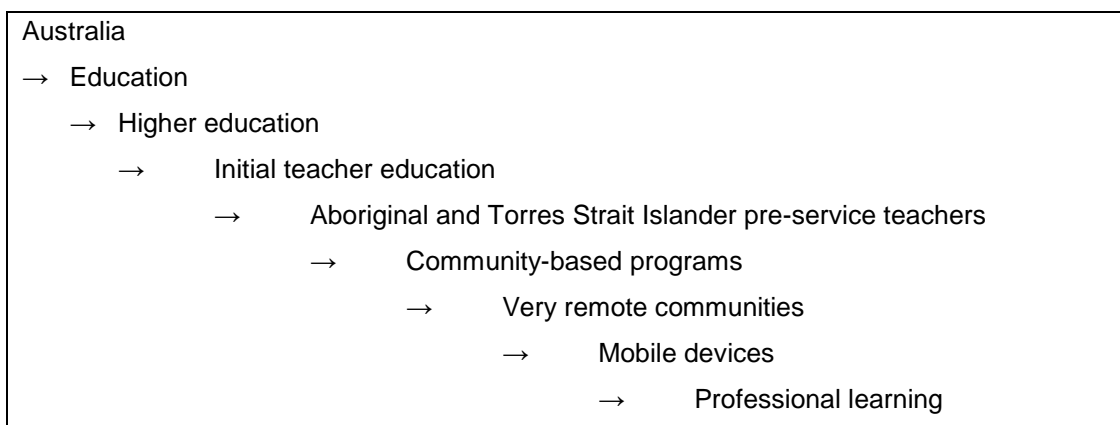 Australia
→ Education
→ Higher education
→ Initial teacher education
→ Aboriginal and Torres Strait Islander pre-service teachers
→ Community-based programs
→ Very remote communities
→ Mobile devices
→ Professional learning